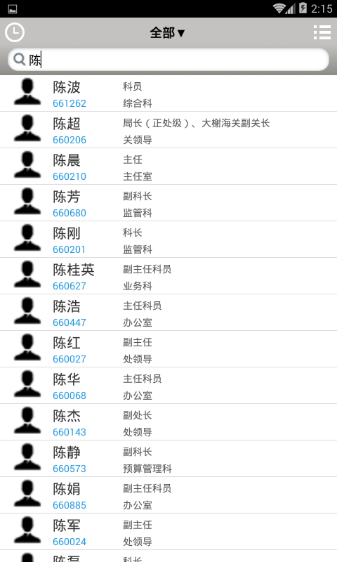 2:15
全部▼
陈
陈波 科员
661262 综合科
陈超 局长（正处级）、大榭海关副关长
660206 关领导
陈晨 主任
660210 主任室
陈芳 副科长
660680 监管科
陈刚 科长
660201 监管科
陈桂英 副主任科员
660627 业务科
陈浩 主任科员
660447 办公室
陈红 副主任
660027 处领导
陈华 主任科员
660068 办公室
陈杰 副处长
660143 处领导
陈静 副科长
660573 预算管理科
陈娟 副主任科员
660885 办公室
陈军 副主任
660024 处领导
陈磊 科长